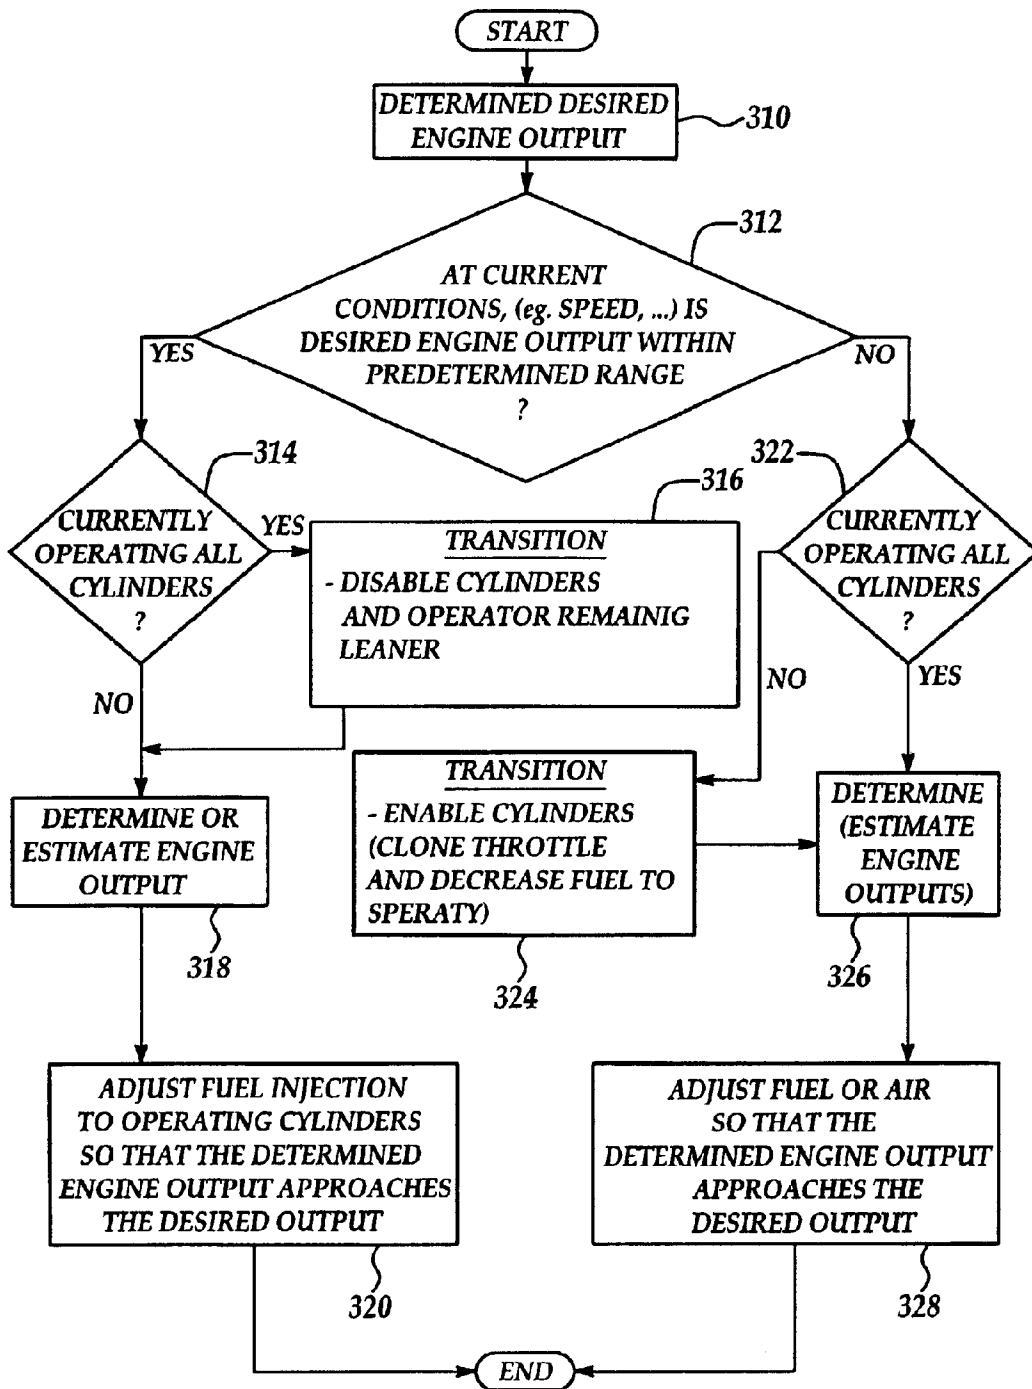 START
DETERMINED DESIRED
ENGINE OUTPUT
310
312
AT CURRENT
CONDITIONS, (eg. SPEED, ...) IS
DESIRED ENGINE OUTPUT WITHIN
PREDETERMINED RANGE
?
YES
NO
314
CURRENTLY
OPERATING ALL
CYLINDERS
?
YES
NO
316
TRANSITION
- DISABLE CYLINDERS
AND OPERATOR REMAINIG
LEANER
322
CURRENTLY
OPERATING ALL
CYLINDERS
?
NO
YES
TRANSITION
- ENABLE CYLINDERS
(CLONE THROTTLE
AND DECREASE FUEL TO
SPERATY)
324
DETERMINE OR
ESTIMATE ENGINE
OUTPUT
318
DETERMINE
(ESTIMATE
ENGINE
OUTPUTS)
326
ADJUST FUEL INJECTION
TO OPERATING CYLINDERS
SO THAT THE DETERMINED
ENGINE OUTPUT APPROACHES
THE DESIRED OUTPUT
320
ADJUST FUEL OR AIR
SO THAT THE
DETERMINED ENGINE OUTPUT
APPROACHES THE
DESIRED OUTPUT
328
END